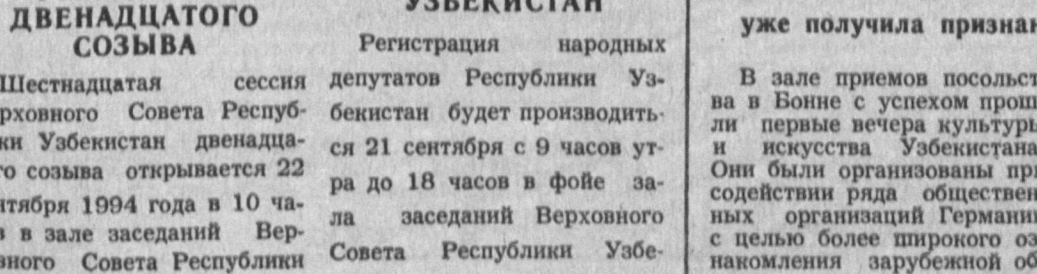 ДВЕНАДЦАТОГО
СОЗЫВА
Шестнадцатая сессия
рховного Совета Респуб-
ки Узбекистан двенадца-
го созыва открывается 22
нтября 1994 года в 10 ча-
в в зале заседаний Вер-
вного Совета Республики
УЗБЕКИСТАН
Регистрация народных
депутатов Республики Уз-
бекистан будет производить-
ся 21 сентября с 9 часов ут-
ра до 18 часов в фойе за-
ла заседаний Верховного
Совета Республики Узбе-
уже получила признан
В зале приемов посольст
ва в Бонне с успехом прош
ли первые вечера культуры
и искусства Узбекистана
Они были организованы при
содействии ряда обществен
ных организаций Германии
с целью более широкого оз
накомления зарубежной об